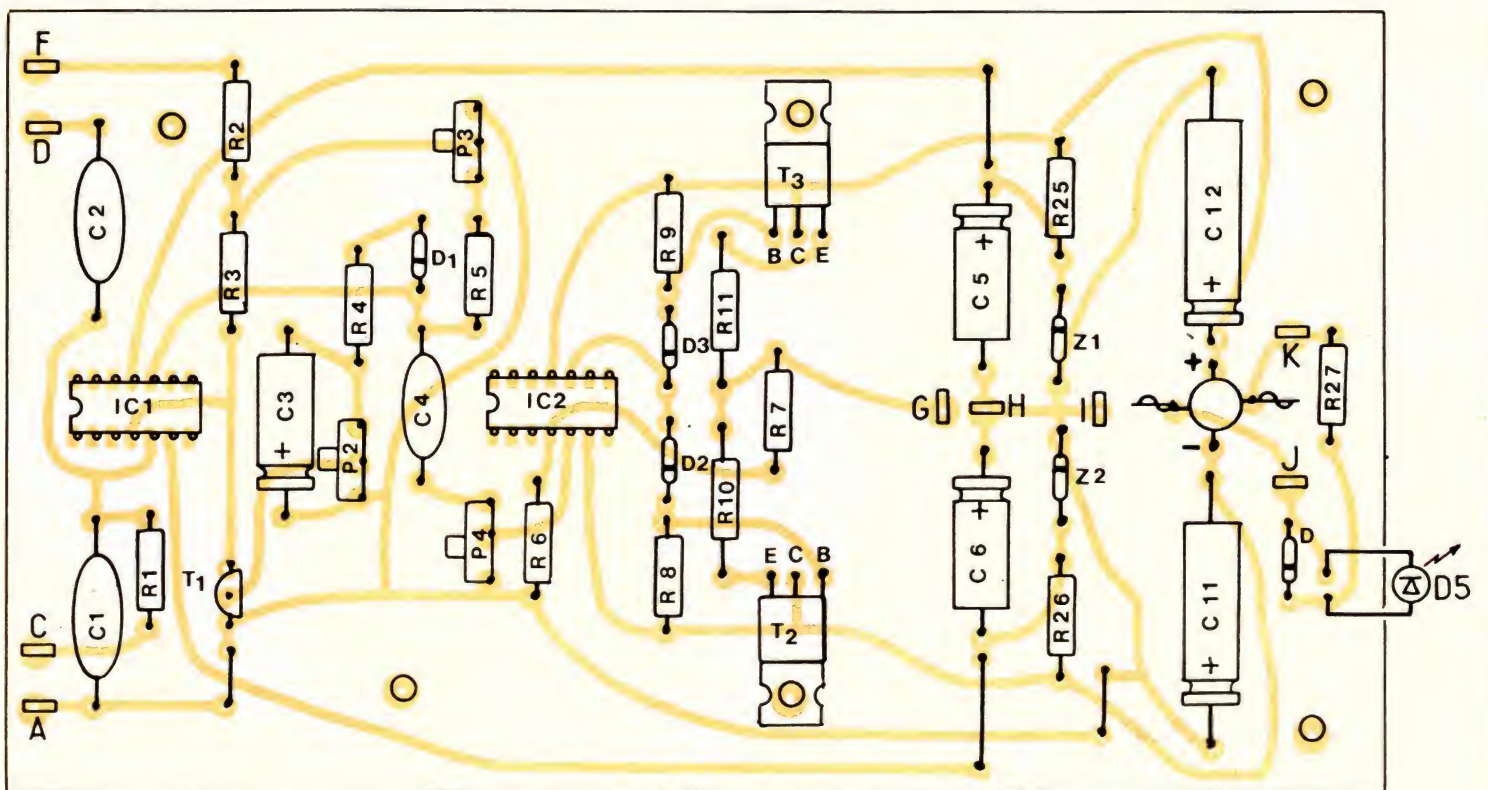 F
D
R2
P3
T3
C2
R3
R4
D1
R5
R9
B C E
R11
C5
R25
C12
+
+
Z1
D3
IC1
C3
+
C4
IC2
R7
G
H
I
+
-
K
R27
P2
D2
R10
Z2
J
C1
R1
T1
P4
R6
R8
E C B
T2
C6
+
R26
C11
+
D
D5
C
A